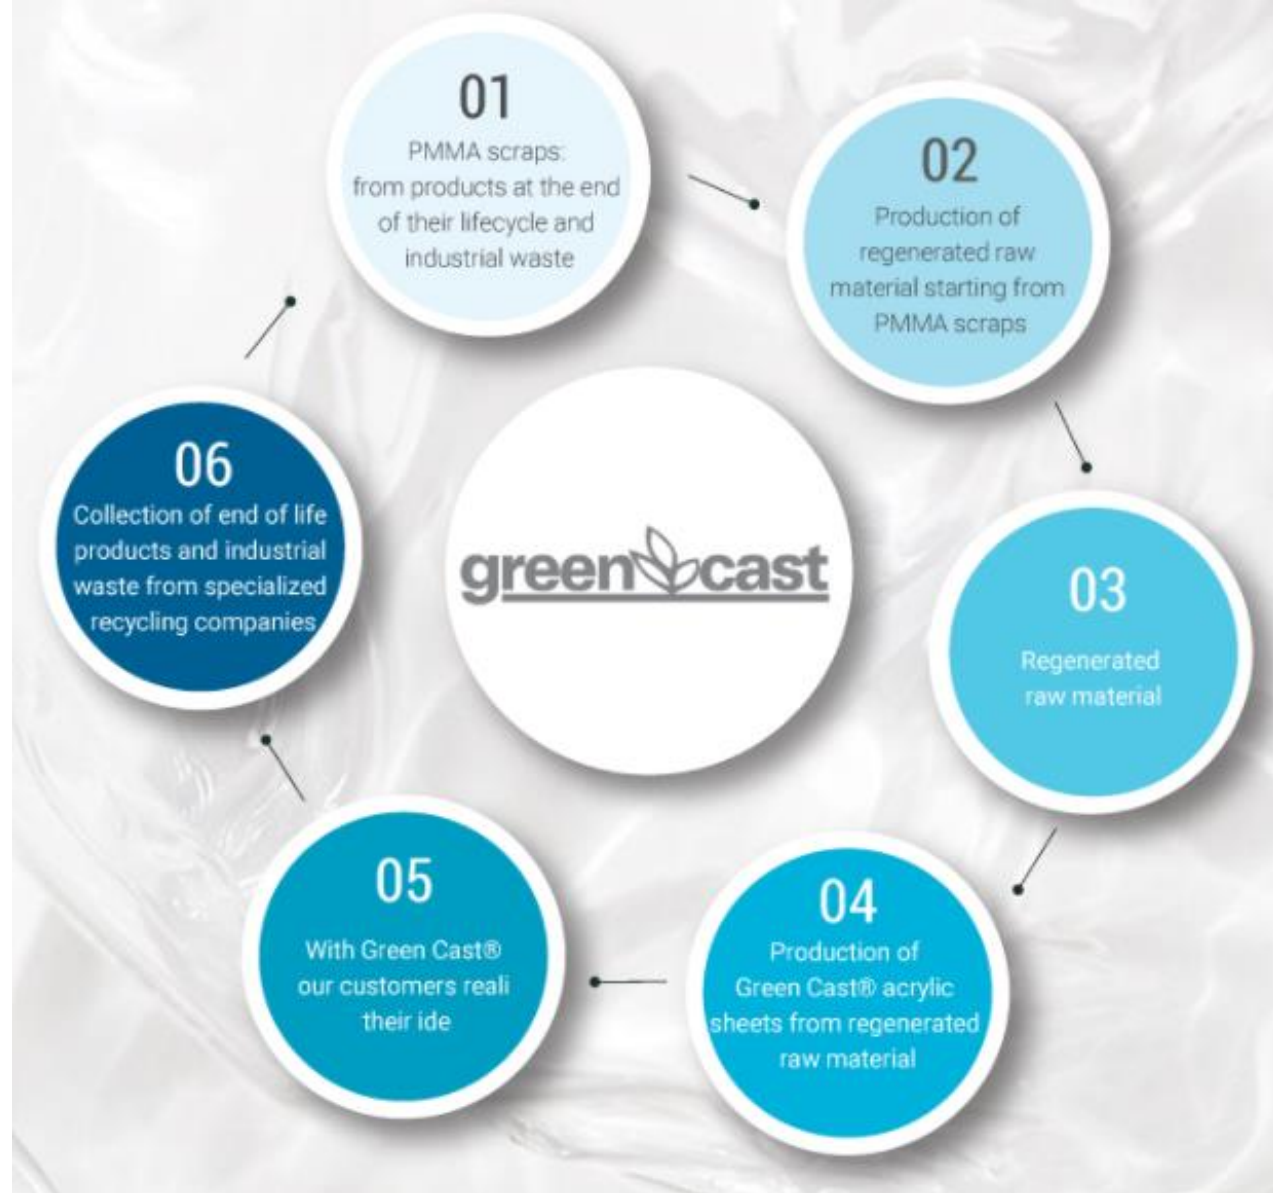 01
PMMA scraps:
from products at the end
of their lifecycle and
industrial waste
02
Production of
regenerated raw
material starting from
PMMA scraps
03
Regenerated
raw material
04
Production of
Green Cast® acrylic
sheets from regenerated
raw material
05
With Green Cast®
our customers reali
their ide
06
Collection of end of life
products and industrial
waste from specialized
recycling companies
green cast